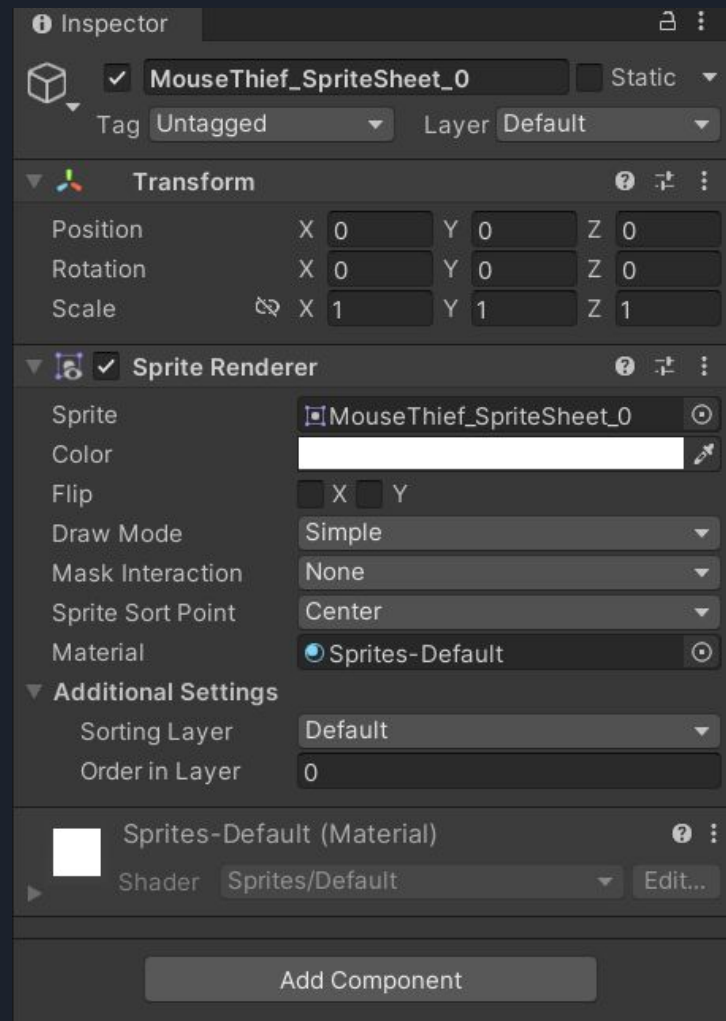 Inspector
MouseThief_SpriteSheet_0 Static
Tag Untagged Layer Default
Transform
Position X 0 Y 0 Z 0
Rotation X 0 Y 0 Z 0
Scale X 1 Y 1 Z 1
Sprite Renderer
Sprite MouseThief_SpriteSheet_0
Color
Flip X Y
Draw Mode Simple
Mask Interaction None
Sprite Sort Point Center
Material Sprites-Default
Additional Settings
Sorting Layer Default
Order in Layer 0
Sprites-Default (Material)
Shader Sprites/Default Edit...
Add Component